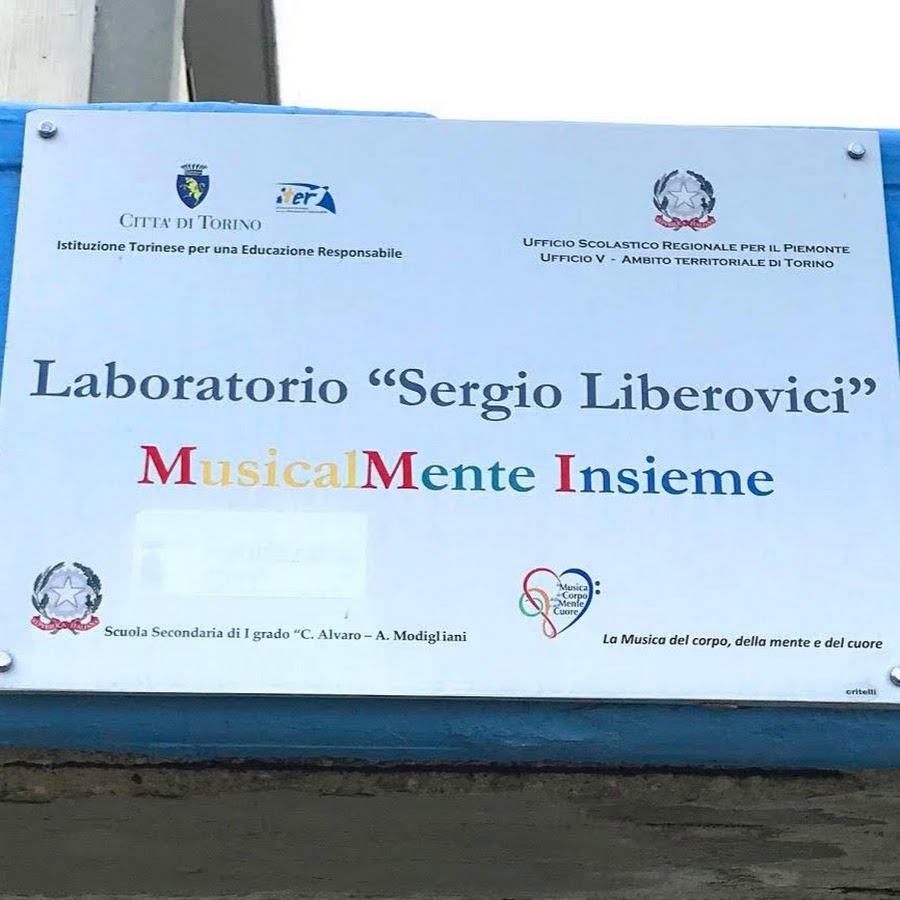 CITTA' DI TORINO
iter
Istituzione Torinese per una Educazione Responsabile
UFFICIO SCOLASTICO REGIONALE PER IL PIEMONTE
UFFICIO V - AMBITO TERRITORIALE DI TORINO
Laboratorio “Sergio Liberovici”
MusicalMente Insieme
Scuola Secondaria di I grado “C. Alvaro – A. Modigliani
Musica
Corpo
Mente
Cuore
La Musica del corpo, della mente e del cuore
critelli